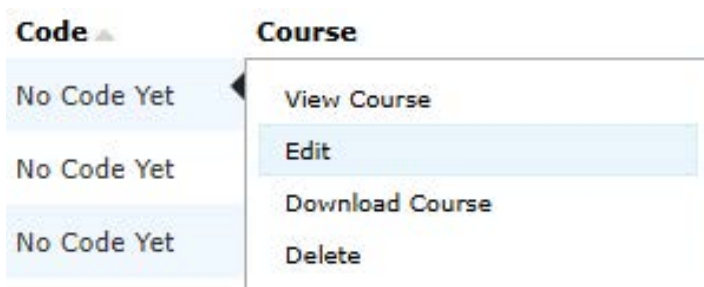 Code Course
No Code Yet
View Course
Edit
No Code Yet
Download Course
No Code Yet
Delete